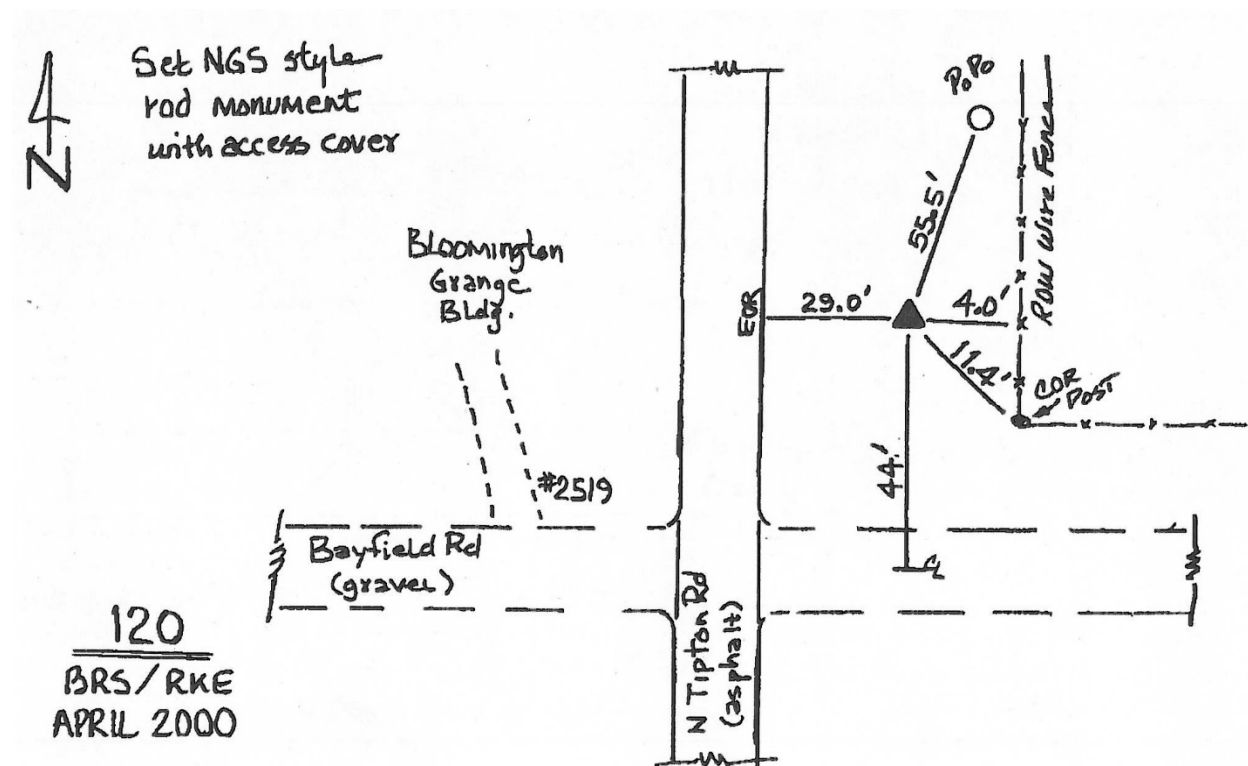 Set NGS style
rod monument
with access cover
N
PoPo
ROW Wire Fence
55.5'
Bloomington
Grange
Bldg.
EOR
29.0'
4.0'
11.4'
COR
POST
44'
#2519
Bayfield Rd
(gravel)
CL
N Tipton Rd
(asphalt)
120
BRS/RKE
APRIL 2000